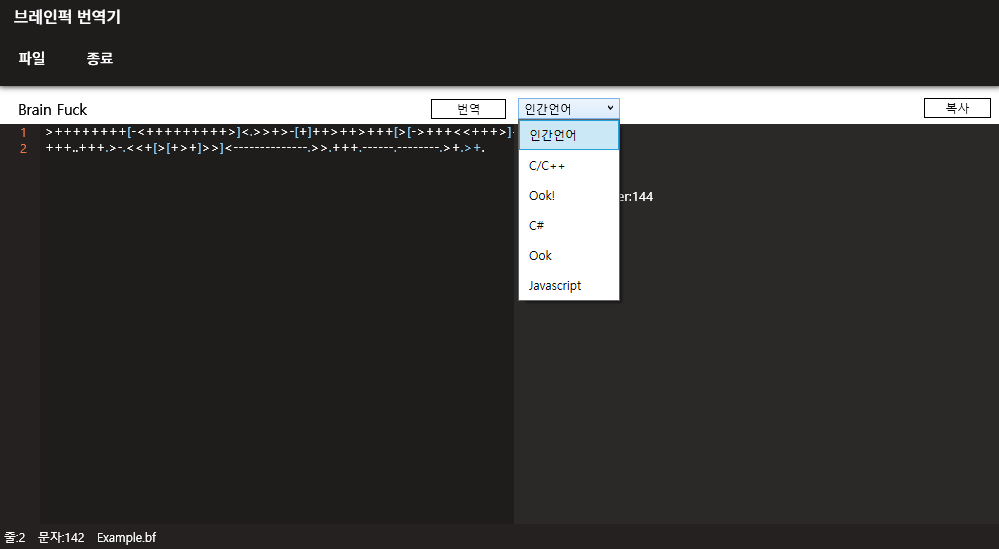 브레인퍽 번역기
파일 종료
Brain Fuck 번역 인간언어 복사
1 >++++++++[-<+++++++++>]<.>>+>-[+]++>++>+++[>[->+++<<+++>]
2 +++..+++.>-.<<+[>[+>+]>>]<--------------.>>.+++.------.--------.>+.>+.
인간언어
C/C++
Ook!
C#
Ook
Javascript
er:144
줄:2 문자:142 Example.bf